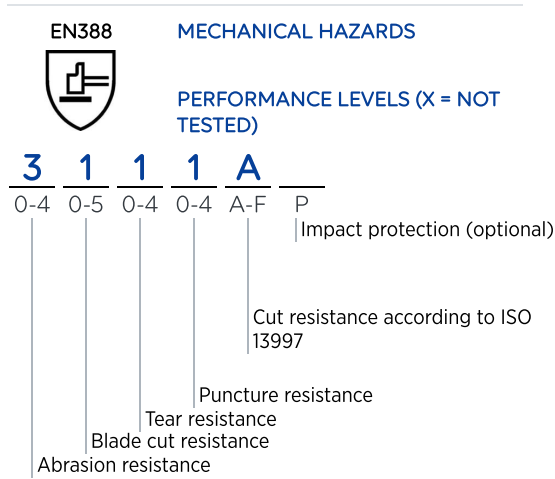 EN388
MECHANICAL HAZARDS
PERFORMANCE LEVELS (X = NOT
TESTED)
3 1 1 1 A
0-4 0-5 0-4 0-4 A-F P
Impact protection (optional)
Cut resistance according to ISO
13997
Puncture resistance
Tear resistance
Blade cut resistance
Abrasion resistance